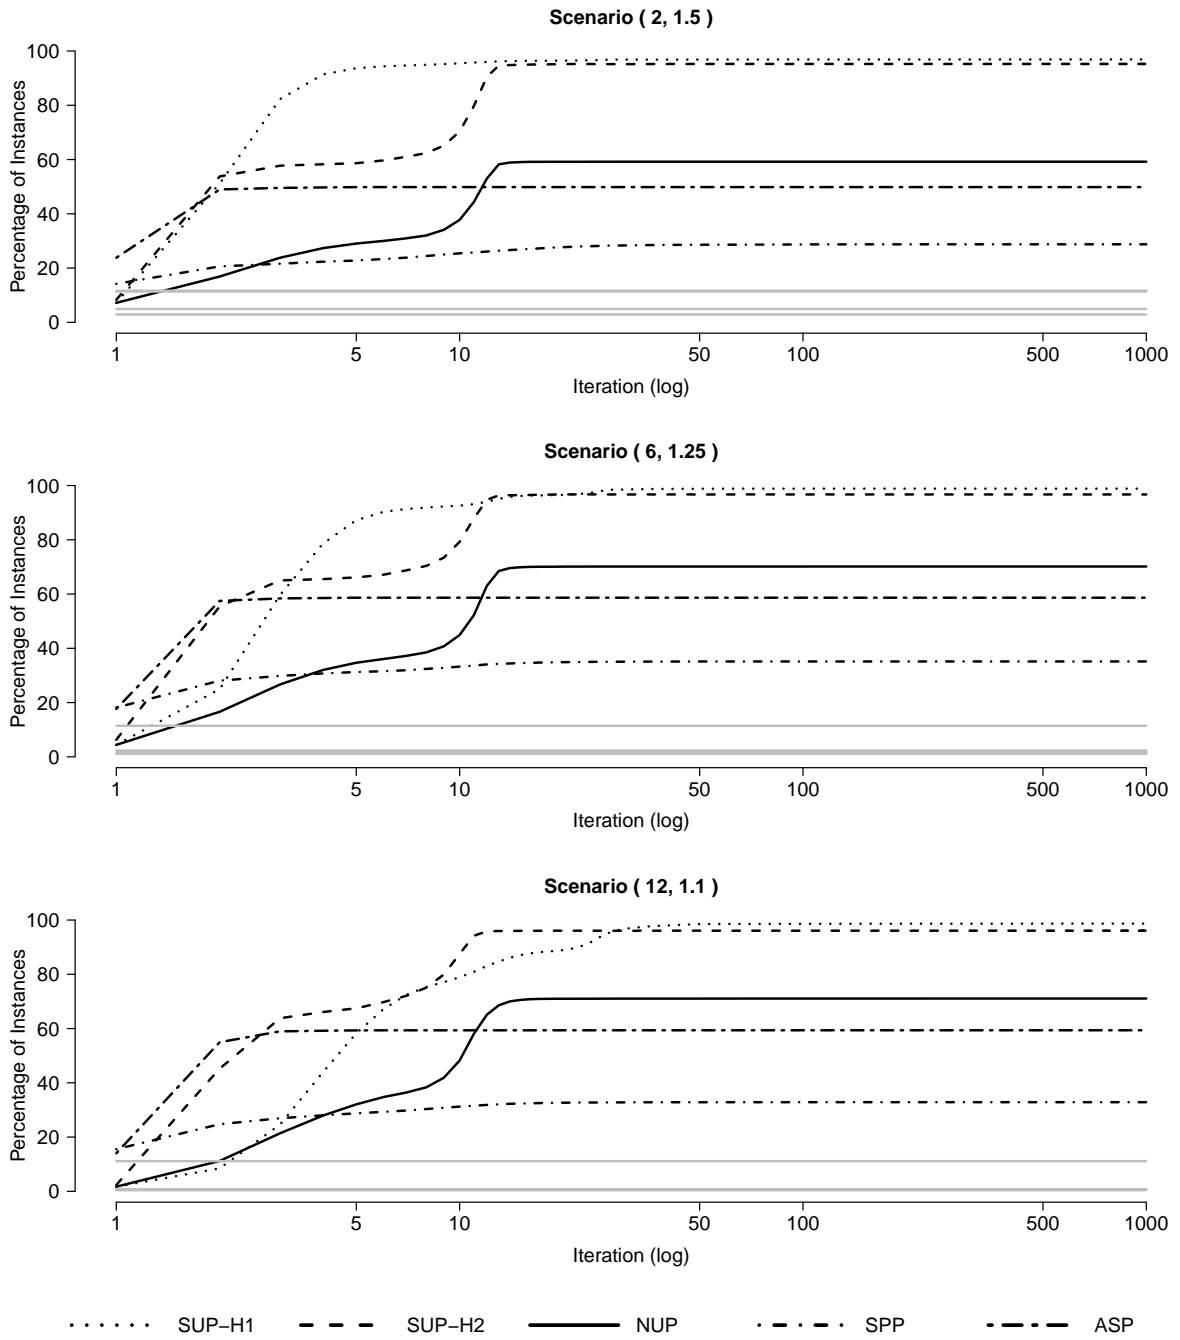 Scenario ( 2, 1.5 )
100
80
60
40
20
0
Percentage of Instances
1 5 10 50 100 500 1000
Iteration (log)
Scenario ( 6, 1.25 )
100
80
60
40
20
0
Percentage of Instances
1 5 10 50 100 500 1000
Iteration (log)
Scenario ( 12, 1.1 )
100
80
60
40
20
0
Percentage of Instances
1 5 10 50 100 500 1000
Iteration (log)
SUP−H1 SUP−H2 NUP SPP ASP